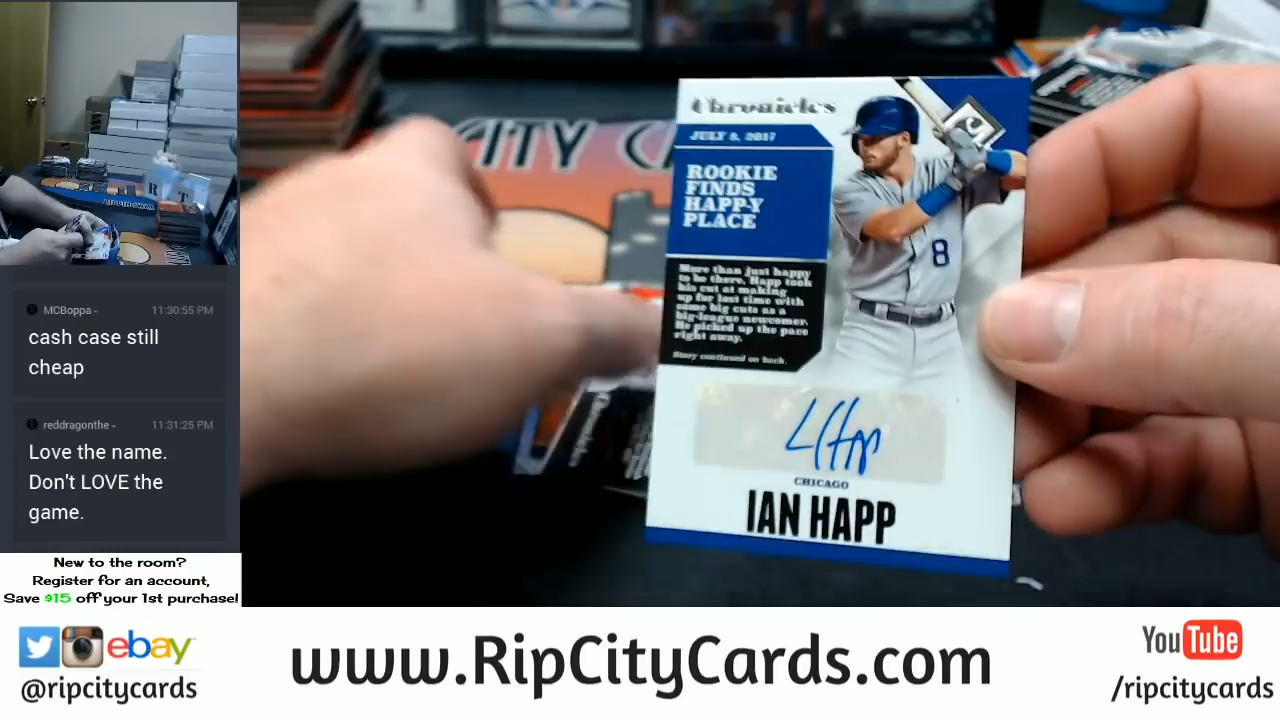 MCBoppa
11:30:55 PM
cash case still
cheap
reddragonthe
11:31:25 PM
Love the name.
Don't LOVE the
game.
New to the room?
Register for an account,
Save $15 off your 1st purchase!
CITY C
Chronicles
JULY 8, 2017
ROOKIE
FINDS
HAPP-Y
PLACE
More than just happy
to be there, Happ took
his cut at making
up for lost time with
some big cuts as a
big-league newcomer.
He picked up the pace
right away.
Story continued on back.
8
CHICAGO
IAN HAPP
ebay
@ripcitycards
www.RipCityCards.com
YouTube
/ripcitycards